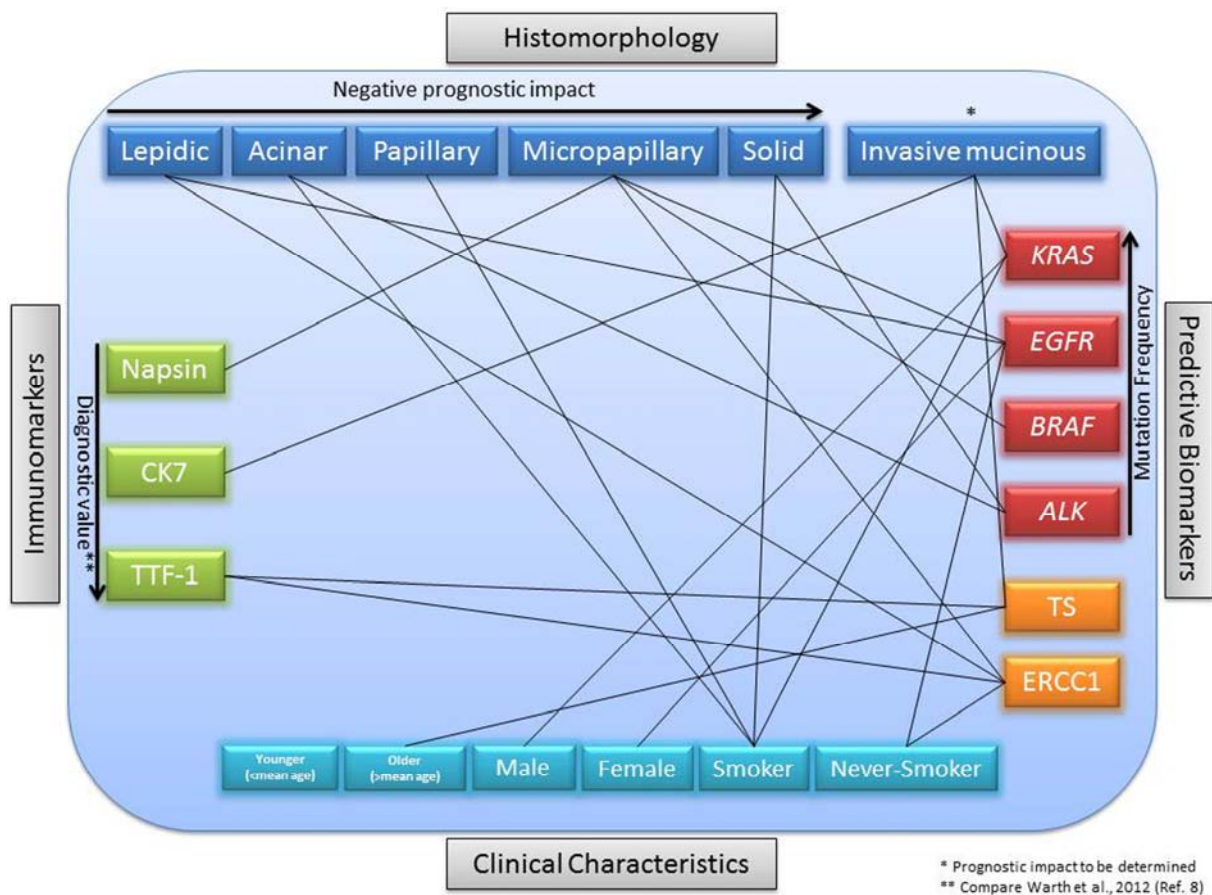 Histomorphology
Negative prognostic impact
*
Lepidic
Acinar
Papillary
Micropapillary
Solid
Invasive mucinous
KRAS
EGFR
BRAF
ALK
TS
ERCC1
Mutation Frequency
Predictive Biomarkers
Immunomarkers
Diagnostic value **
Napsin
CK7
TTF-1
Younger
(<mean age)
Older
(>mean age)
Male
Female
Smoker
Never-Smoker
Clinical Characteristics
* Prognostic impact to be determined
** Compare Warth et al., 2012 (Ref. 8)